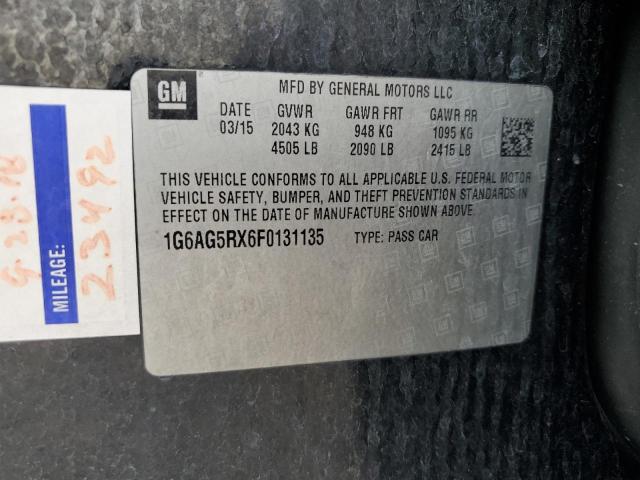 GM
MFD BY GENERAL MOTORS LLC
DATE GVWR GAWR FRT GAWR RR
03/15 2043 KG 948 KG 1095 KG
4505 LB 2090 LB 2415 LB
THIS VEHICLE CONFORMS TO ALL APPLICABLE U.S. FEDERAL MOTOR
VEHICLE SAFETY, BUMPER, AND THEFT PREVENTION STANDARDS IN
EFFECT ON THE DATE OF MANUFACTURE SHOWN ABOVE.
1G6AG5RX6F0131135 TYPE: PASS CAR
MILEAGE:
23492